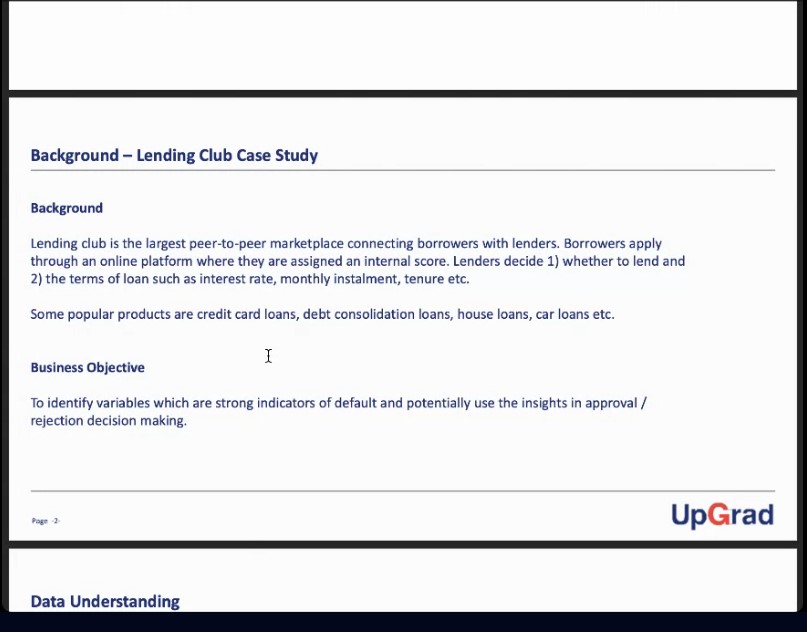 Background – Lending Club Case Study
Background
Lending club is the largest peer-to-peer marketplace connecting borrowers with lenders. Borrowers apply
through an online platform where they are assigned an internal score. Lenders decide 1) whether to lend and
2) the terms of loan such as interest rate, monthly instalment, tenure etc.
Some popular products are credit card loans, debt consolidation loans, house loans, car loans etc.
Business Objective
To identify variables which are strong indicators of default and potentially use the insights in approval /
rejection decision making.
Page -2-
UpGrad
Data Understanding